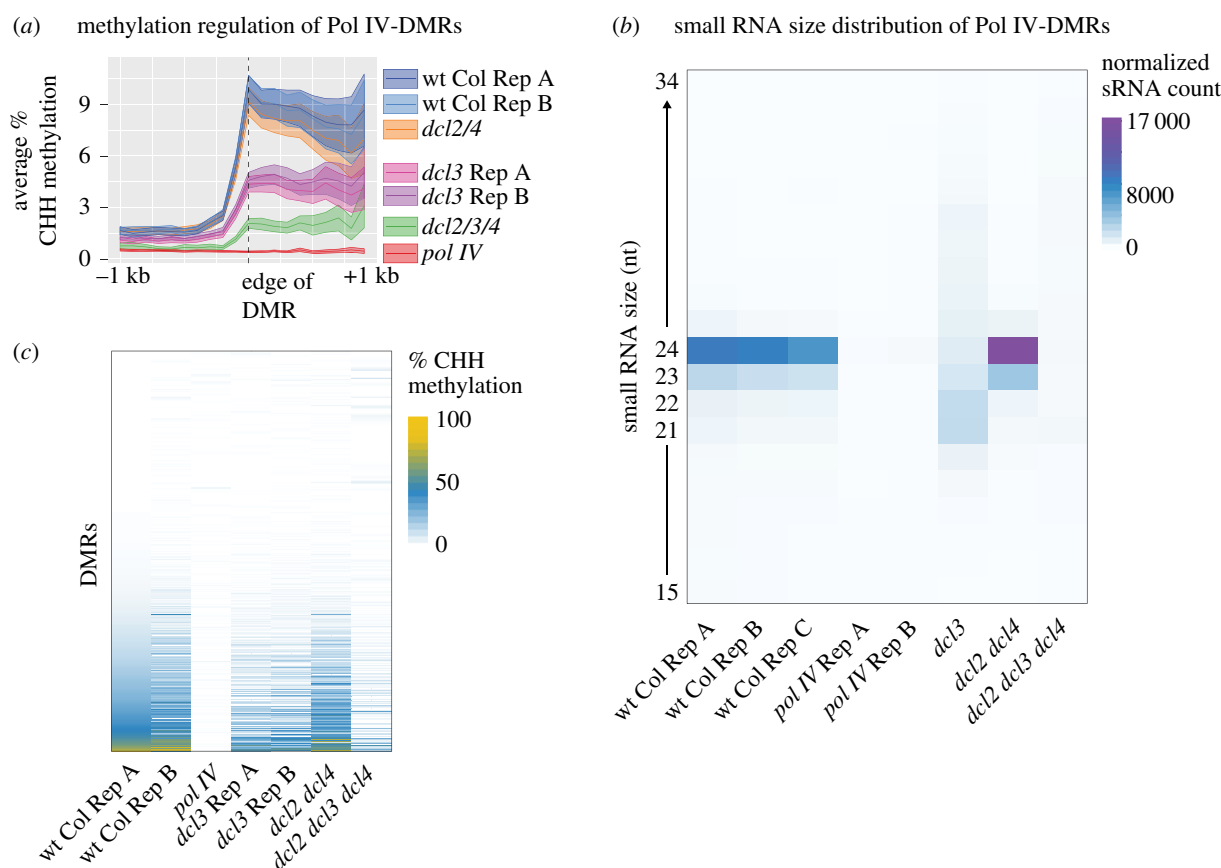 (a) methylation regulation of Pol IV-DMRs
average %
CHH methylation
9
6
3
0
–1 kb
edge of
DMR
+1 kb
wt Col Rep A
wt Col Rep B
dcl2/4
dcl3 Rep A
dcl3 Rep B
dcl2/3/4
pol IV
(b) small RNA size distribution of Pol IV-DMRs
small RNA size (nt)
34
24
23
22
21
15
wt Col Rep A
wt Col Rep B
wt Col Rep C
pol IV Rep A
pol IV Rep B
dcl3
dcl2 dcl4
dcl2 dcl3 dcl4
normalized
sRNA count
17 000
8000
0
(c)
DMRs
wt Col Rep A
wt Col Rep B
pol IV
dcl3 Rep A
dcl3 Rep B
dcl2 dcl4
dcl2 dcl3 dcl4
% CHH
methylation
100
50
0